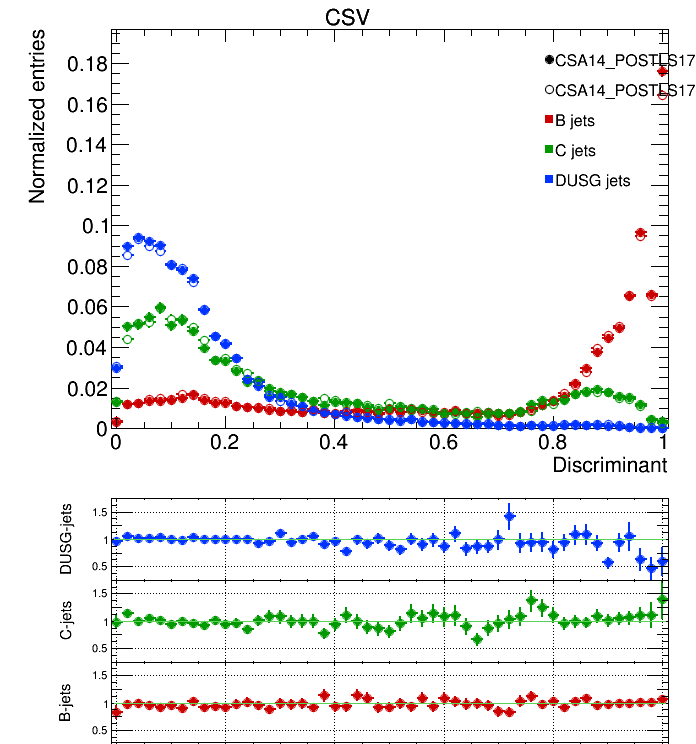 CSV
Normalized entries
0.18
0.16
0.14
0.12
0.1
0.08
0.06
0.04
0.02
0
0 0.2 0.4 0.6 0.8 1
Discriminant
CSA14_POSTLS17
CSA14_POSTLS17
B jets
C jets
DUSG jets
DUSG-jets
1.5
1
0.5
C-jets
1.5
1
0.5
B-jets
1.5
1
0.5